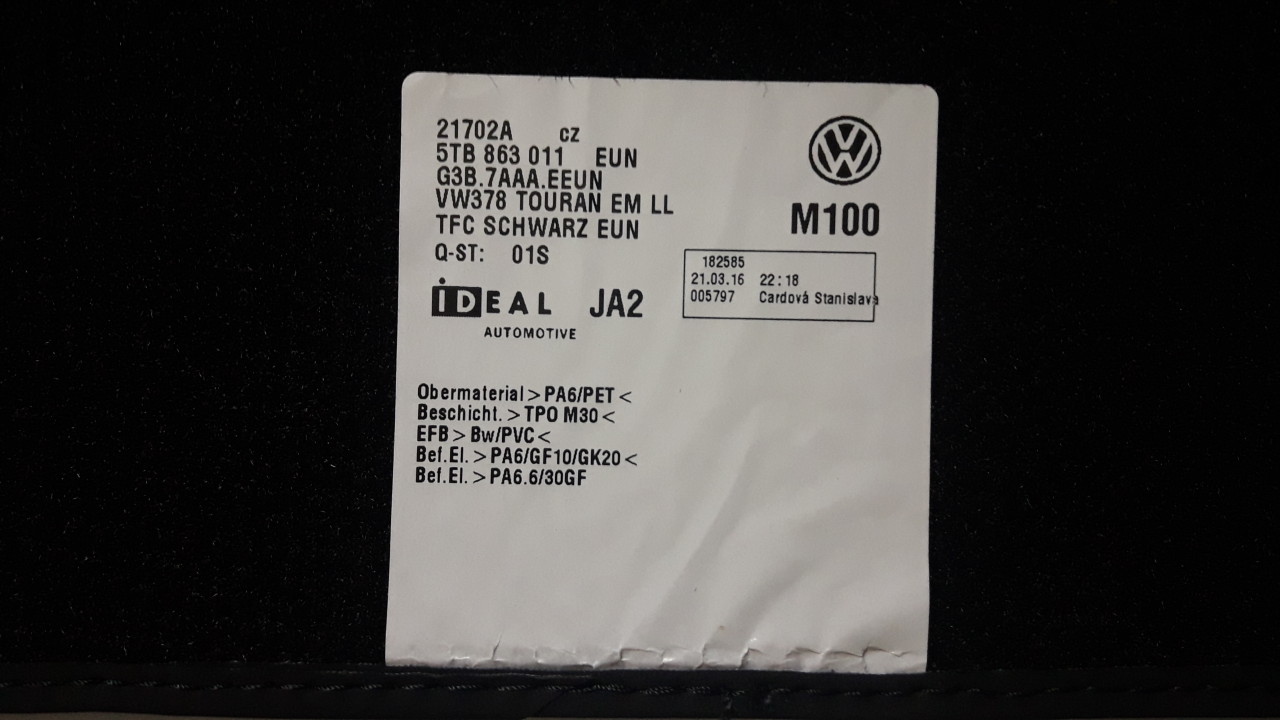 21702A cz
5TB 863 011 EUN
G3B.7AAA.EEUN
VW378 TOURAN EM LL
TFC SCHWARZ EUN
Q-ST: 01S
M100
182585
21.03.16 22:18
005797 Cardová Stanislava
iDEAL JA2
AUTOMOTIVE
Obermaterial > PA6/PET <
Beschicht. > TPO M30 <
EFB > Bw/PVC <
Bef.El. > PA6/GF10/GK20 <
Bef.El. > PA6.6/30GF